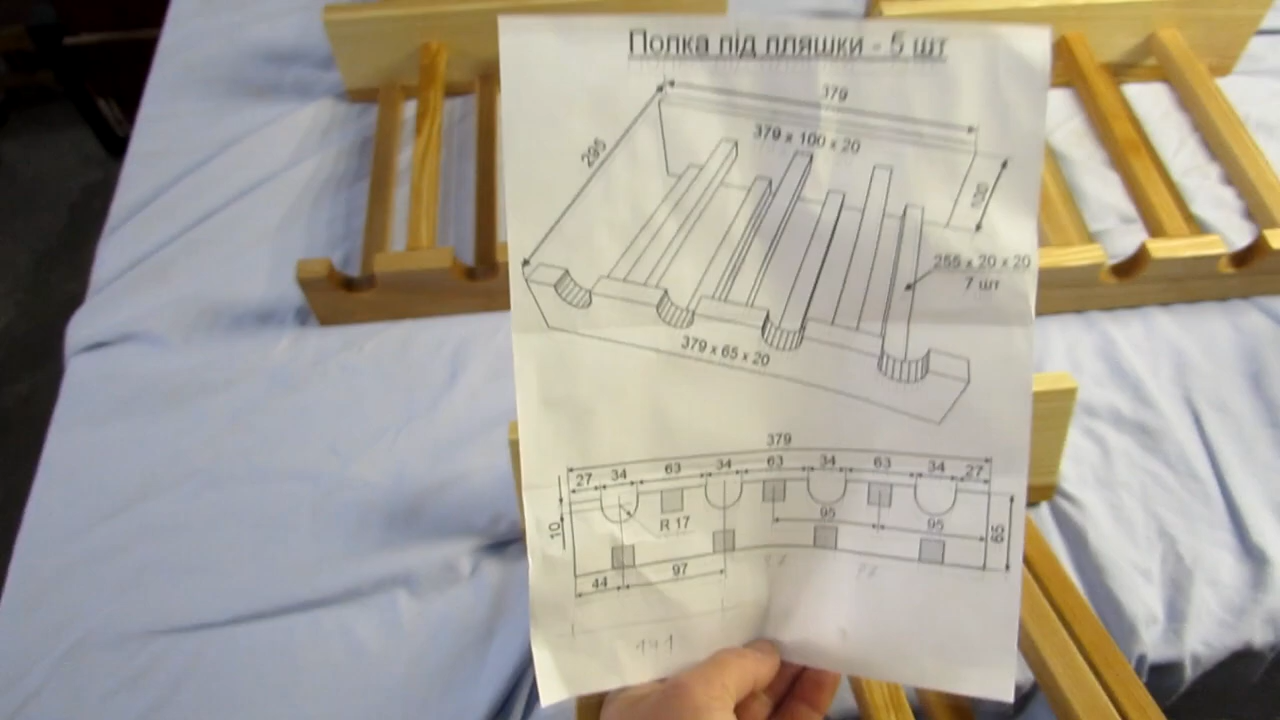 Полка під пляшки - 5 шт
379
379 x 100 x 20
295
100
255 x 20 x 20
7 шт
379 x 65 x 20
379
27 34 63 34 63 34 63 34 27
10
R 17
95
95
65
44
97
141